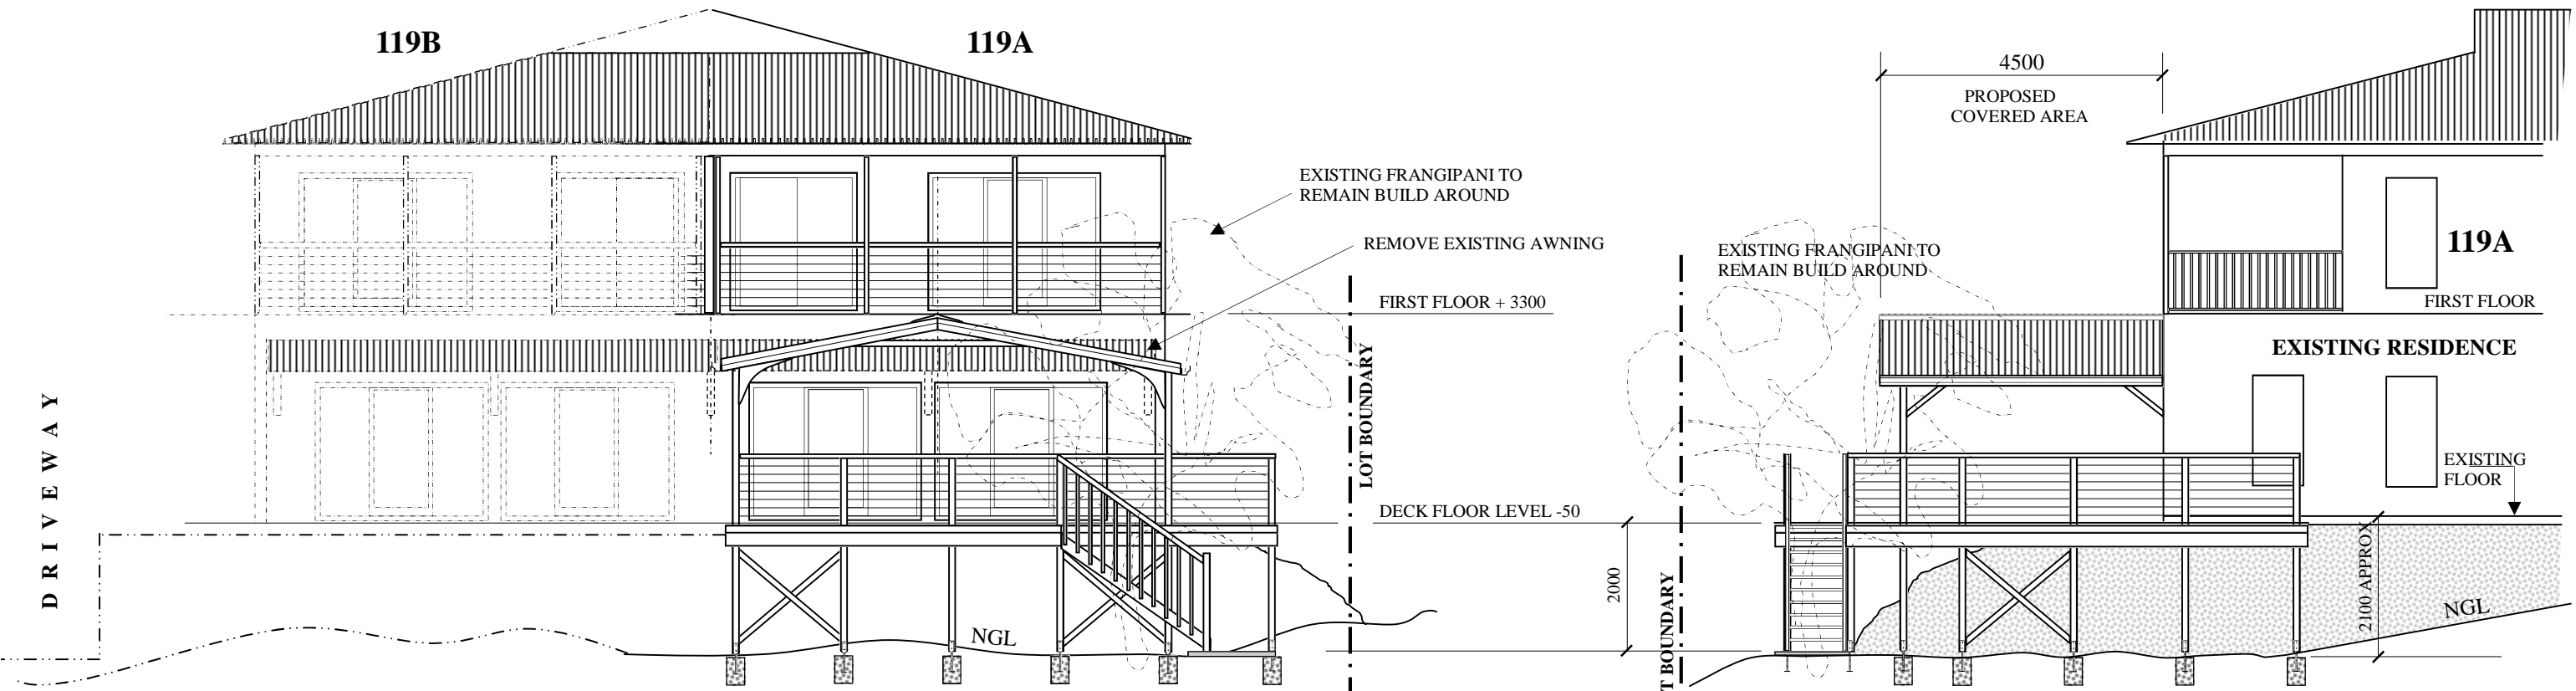 119B
119A
4500
PROPOSED
COVERED AREA
EXISTING FRANGIPANI TO
REMAIN BUILD AROUND
REMOVE EXISTING AWNING
EXISTING FRANGIPANI TO
REMAIN BUILD AROUND
119A
FIRST FLOOR + 3300
FIRST FLOOR
EXISTING RESIDENCE
LOT BOUNDARY
DRIVEWAY
EXISTING
FLOOR
DECK FLOOR LEVEL -50
2000
2100 APPROX
NGL
NGL
T BOUNDARY